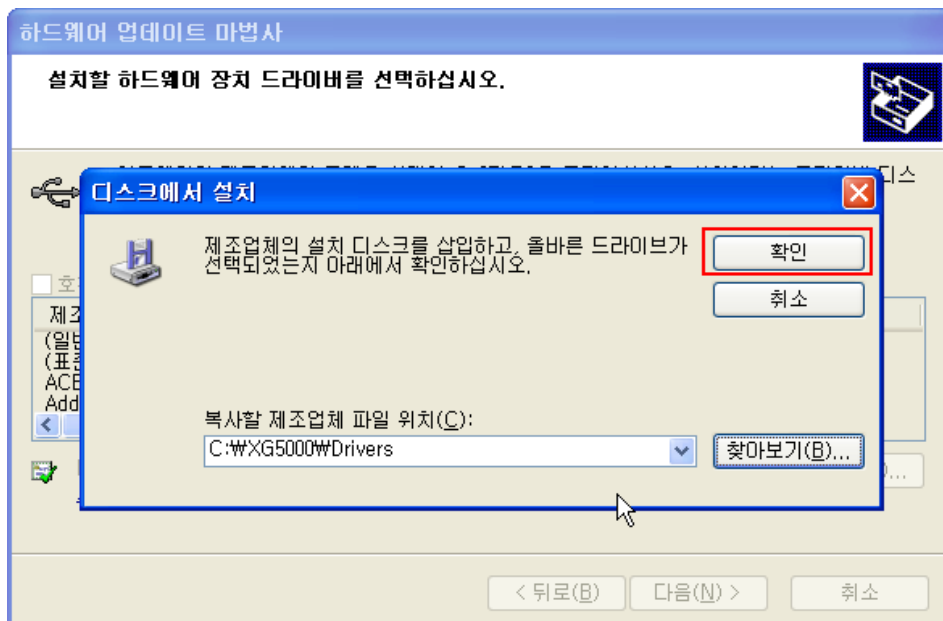 하드웨어 업데이트 마법사
설치할 하드웨어 장치 드라이버를 선택하십시오.
디스크에서 설치
디스
제조업체의 설치 디스크를 삽입하고, 올바른 드라이브가
선택되었는지 아래에서 확인하십시오.
확인
취소
호
제조
(일반
(표준
ACE
Add
복사할 제조업체 파일 위치(C):
C:₩XG5000₩Drivers
찾아보기(B)...
)...
< 뒤로(B)
다음(N) >
취소